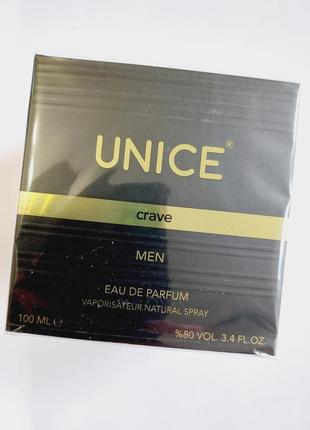 UNICE®
crave
MEN
EAU DE PARFUM
VAPORISATEUR NATURAL SPRAY
100 ML ℮ %80 VOL. 3.4 FL.OZ.